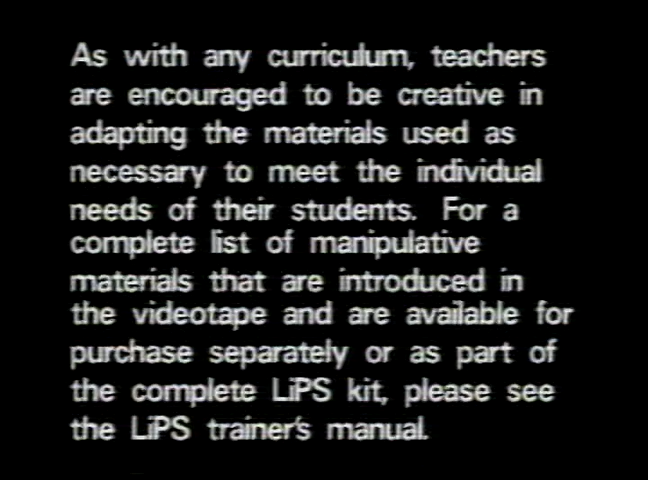 As with any curriculum, teachers
are encouraged to be creative in
adapting the materials used as
necessary to meet the individual
needs of their students. For a
complete list of manipulative
materials that are introduced in
the videotape and are available for
purchase separately or as part of
the complete LiPS kit, please see
the LiPS trainer's manual.